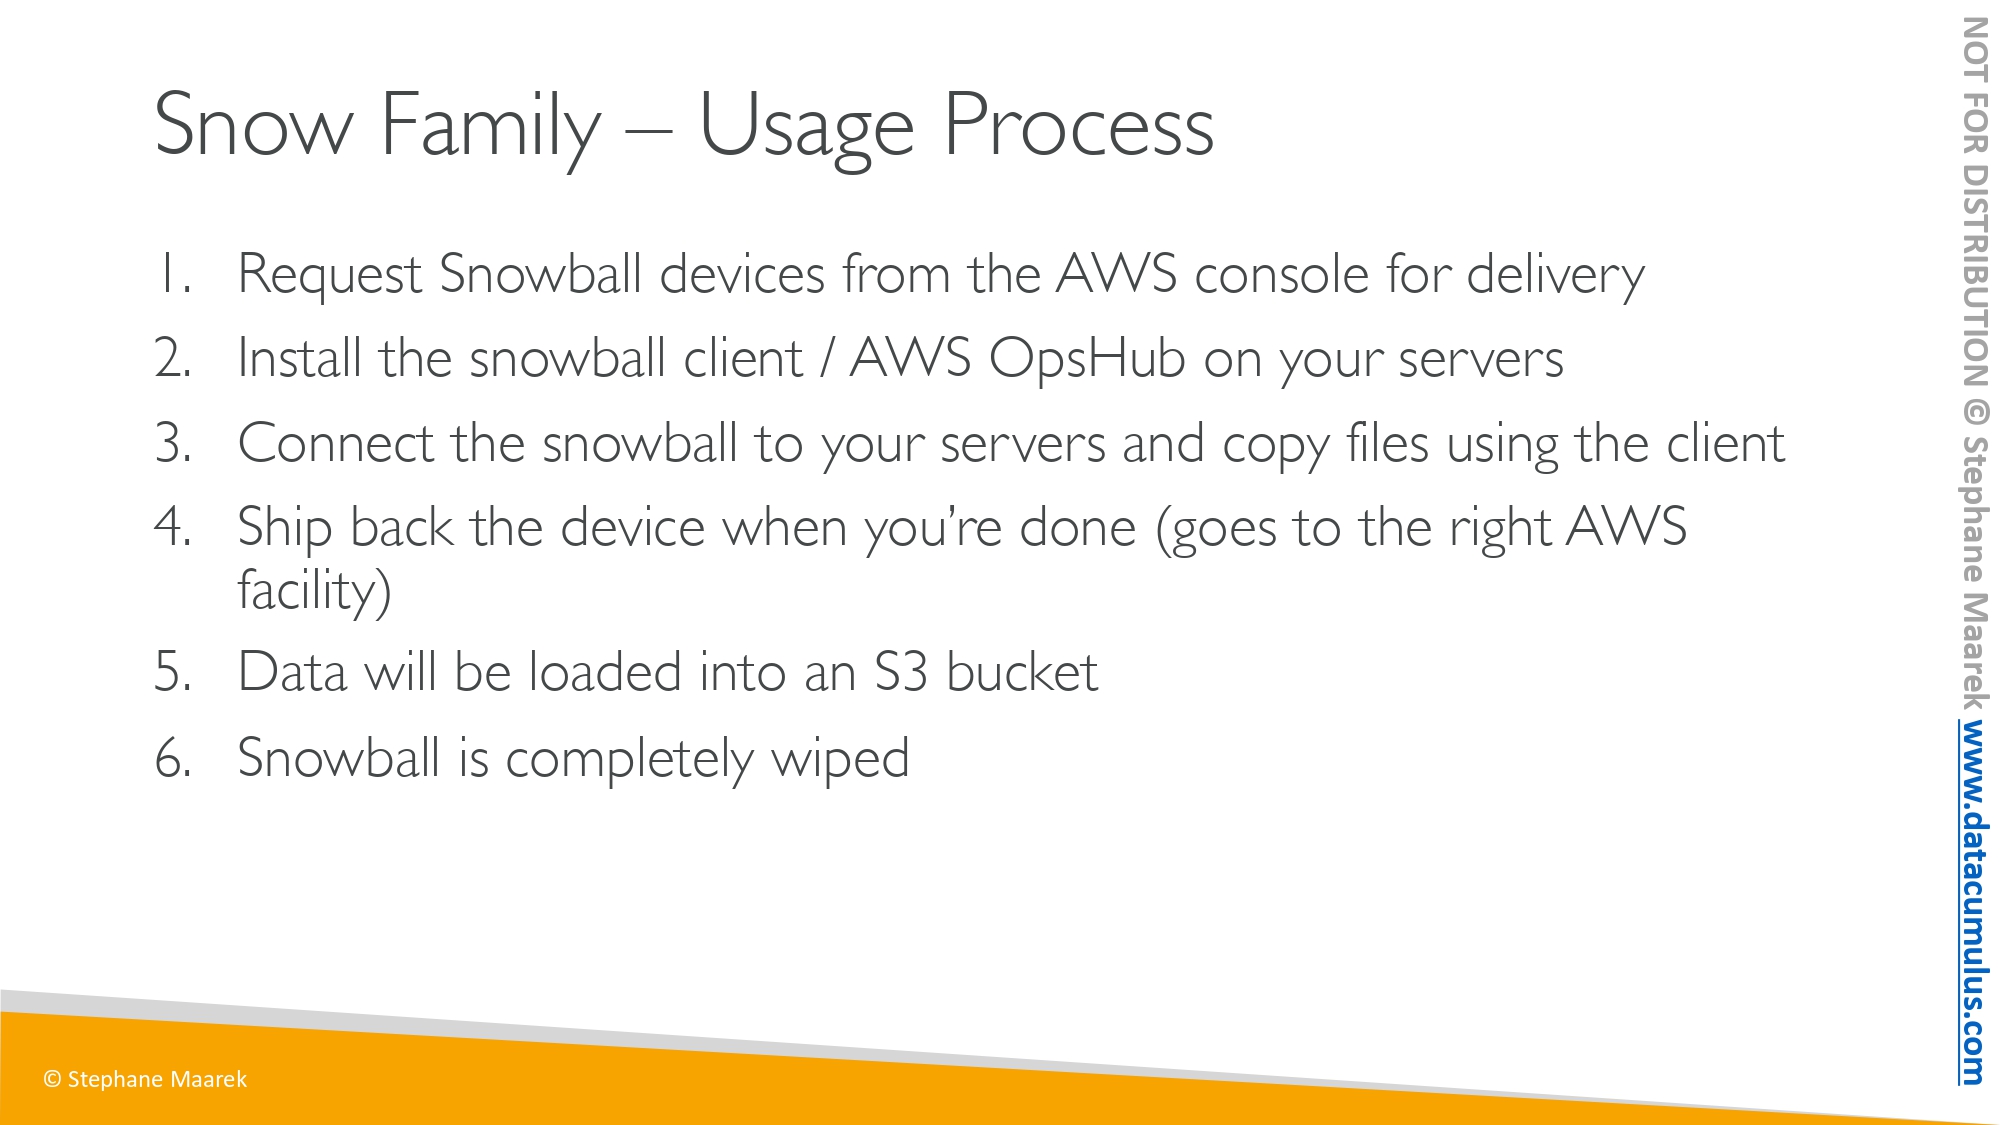 Snow Family – Usage Process
1. Request Snowball devices from the AWS console for delivery
2. Install the snowball client / AWS OpsHub on your servers
3. Connect the snowball to your servers and copy files using the client
4. Ship back the device when you’re done (goes to the right AWS
facility)
5. Data will be loaded into an S3 bucket
6. Snowball is completely wiped
© Stephane Maarek
NOT FOR DISTRIBUTION © Stephane Maarek www.datacumulus.com